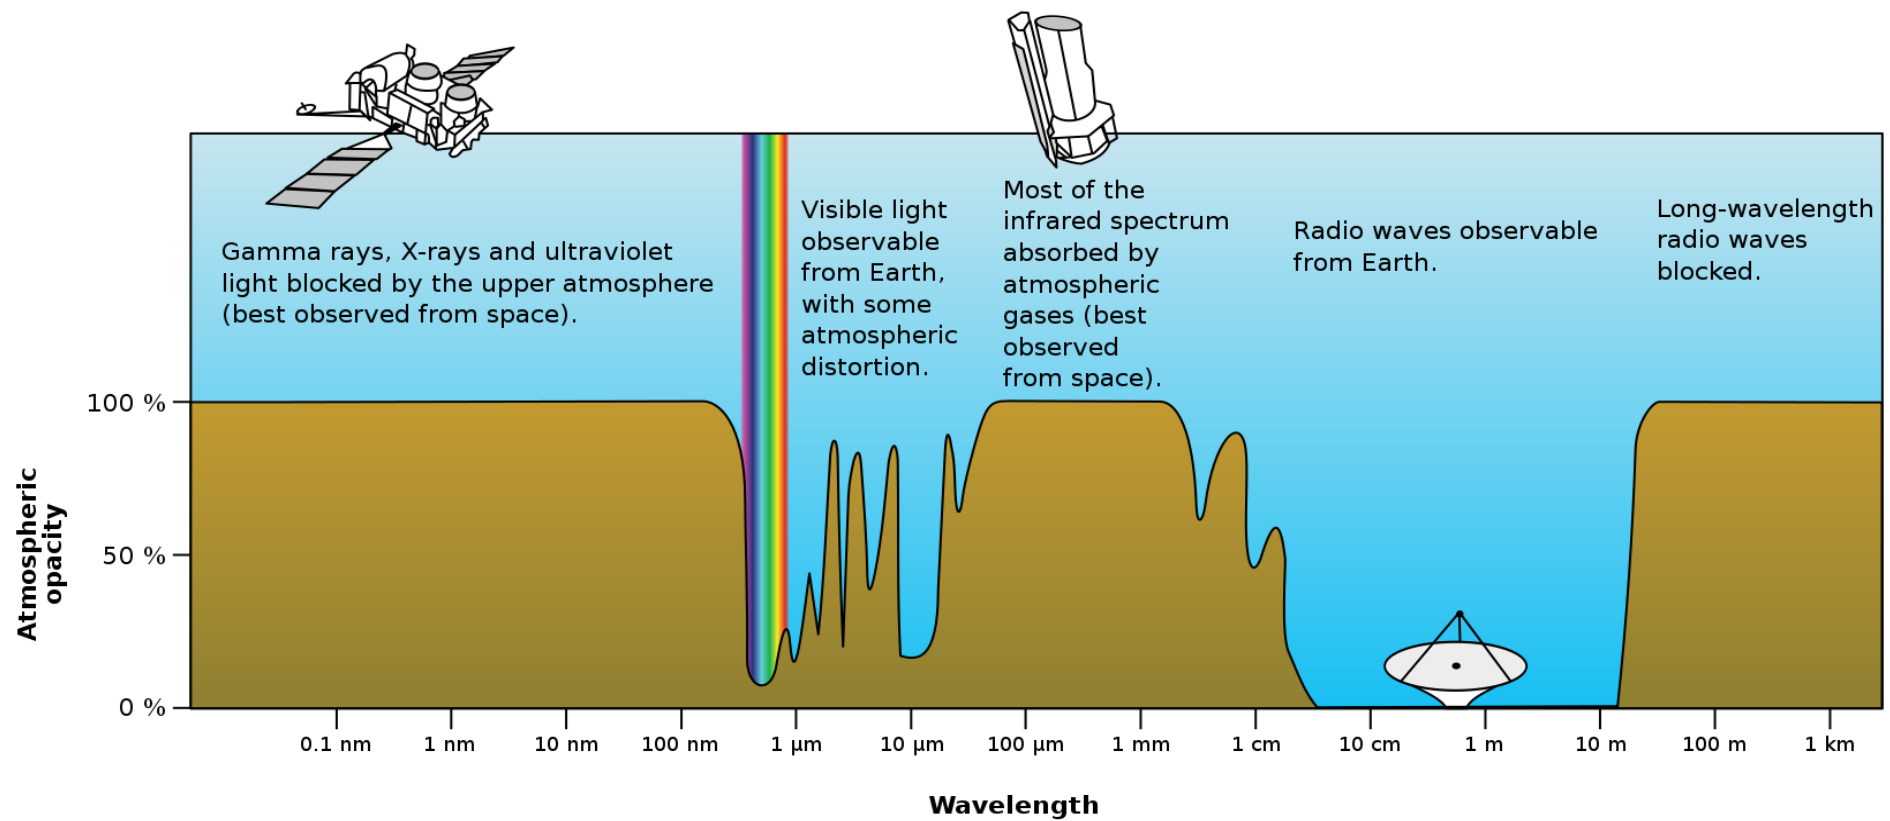 Gamma rays, X-rays and ultraviolet
light blocked by the upper atmosphere
(best observed from space).
Visible light
observable
from Earth,
with some
atmospheric
distortion.
Most of the
infrared spectrum
absorbed by
atmospheric
gases (best
observed
from space).
Radio waves observable
from Earth.
Long-wavelength
radio waves
blocked.
Atmospheric
opacity
100 %
50 %
0 %
0.1 nm 1 nm 10 nm 100 nm 1 µm 10 µm 100 µm 1 mm 1 cm 10 cm 1 m 10 m 100 m 1 km
Wavelength